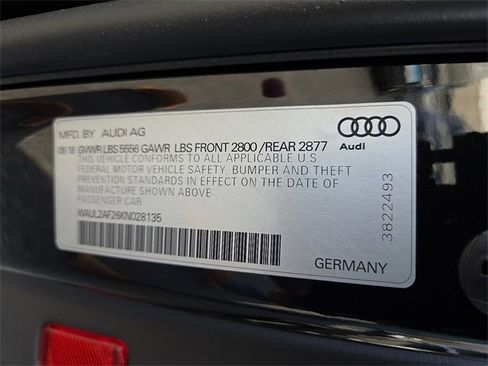 MFD. BY AUDI AG
09.18 GVWR LBS 5556 GAWR LBS FRONT 2800 /REAR 2877
THIS VEHICLE CONFORMS TO ALL APPLICABLE U.S.
FEDERAL MOTOR VEHICLE SAFETY, BUMPER AND THEFT
PREVENTION STANDARDS IN EFFECT ON THE DATE OF
MANUFACTURE SHOWN ABOVE
PASSENGER CAR
WAUL2AF26KN028135
Audi
3822493
GERMANY